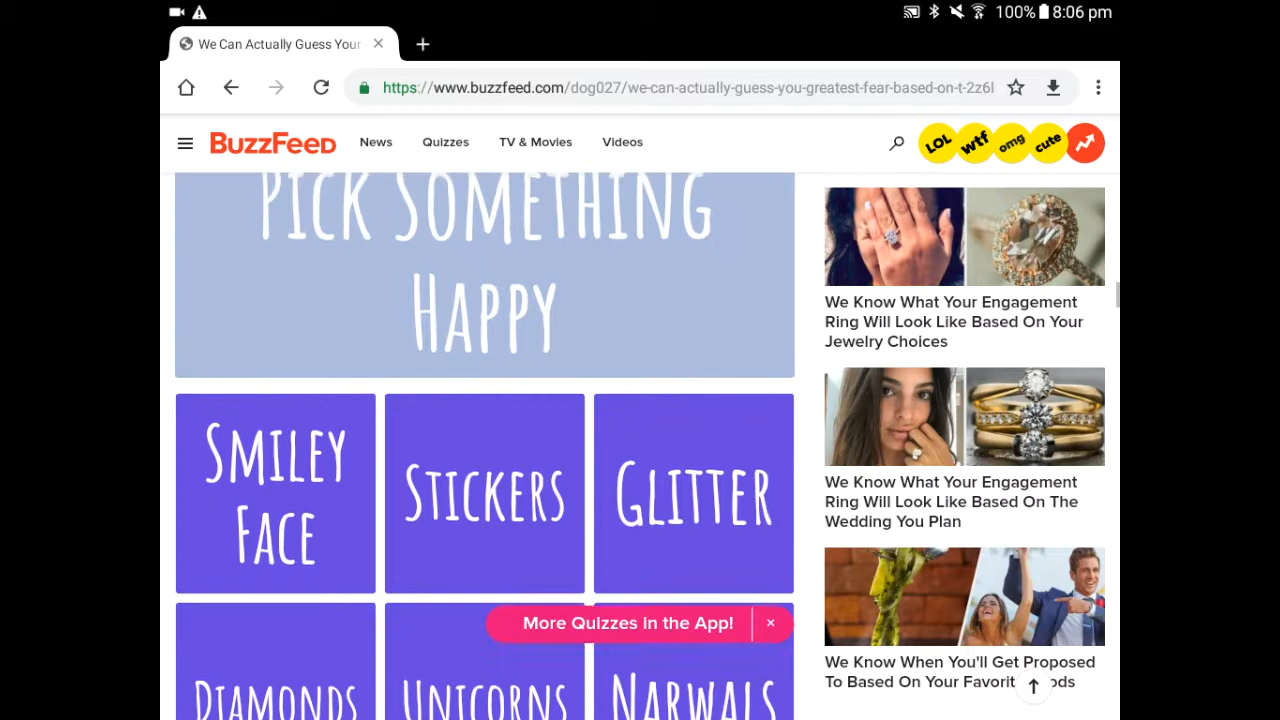 100% 8:06 pm
We Can Actually Guess Your
https://www.buzzfeed.com/dog027/we-can-actually-guess-you-greatest-fear-based-on-t-2z6l
BuzzFeed News Quizzes TV & Movies Videos LOL wtf omg cute
PICK SOMETHING
HAPPY
SMILEY
FACE
STICKERS
GLITTER
DIAMONDS
UNICORNS
NARWALS
More Quizzes in the App! ×
We Know What Your Engagement
Ring Will Look Like Based On Your
Jewelry Choices
We Know What Your Engagement
Ring Will Look Like Based On The
Wedding You Plan
We Know When You'll Get Proposed
To Based On Your Favorit ods